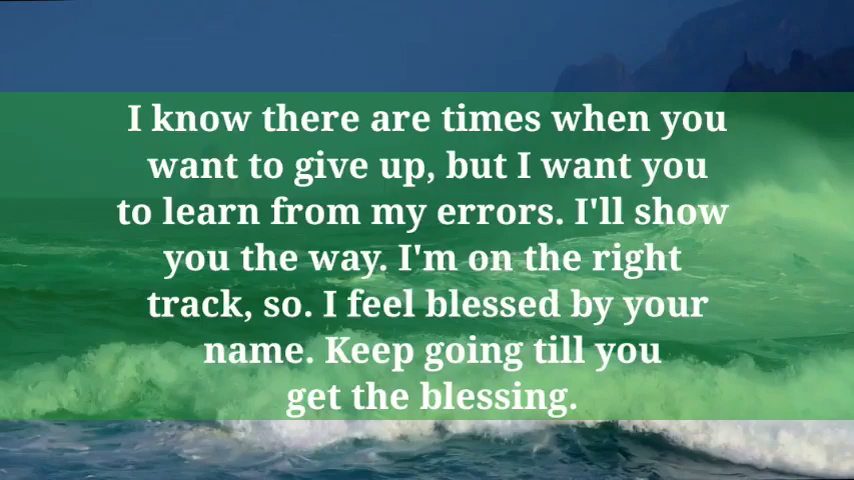 I know there are times when you
want to give up, but I want you
to learn from my errors. I'll show
you the way. I'm on the right
track, so. I feel blessed by your
name. Keep going till you
get the blessing.